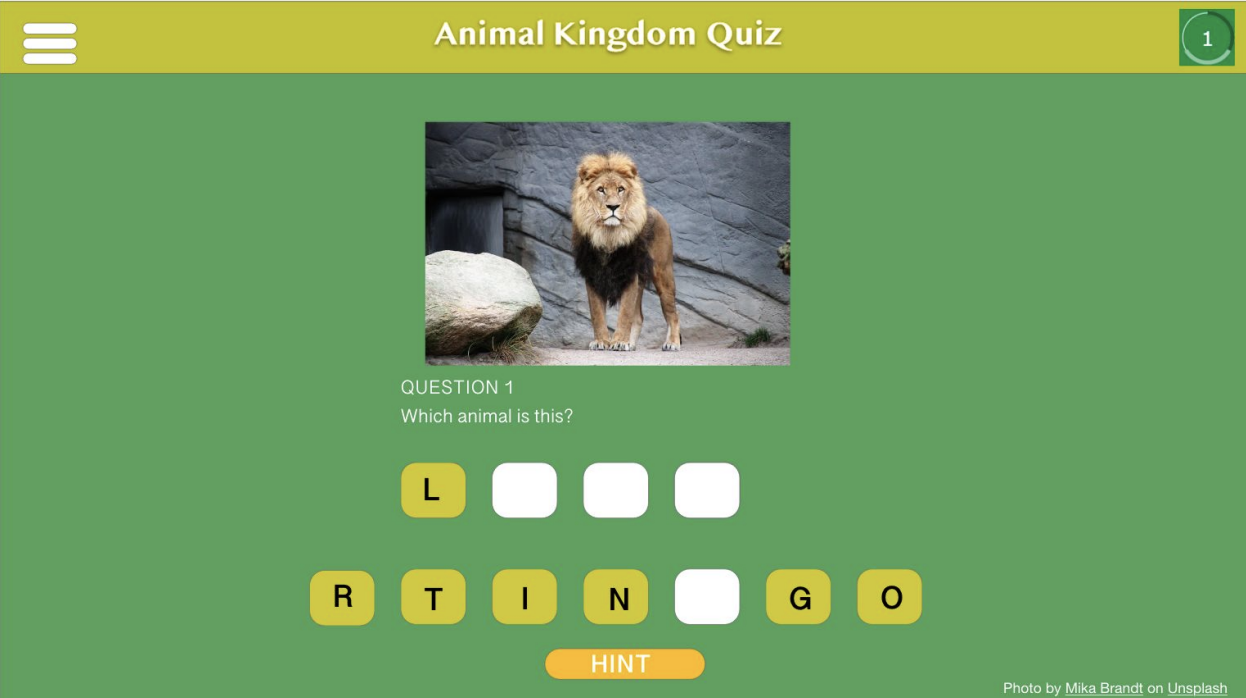 Animal Kingdom Quiz
1
QUESTION 1
Which animal is this?
L
R T I N G O
HINT
Photo by Mika Brandt on Unsplash